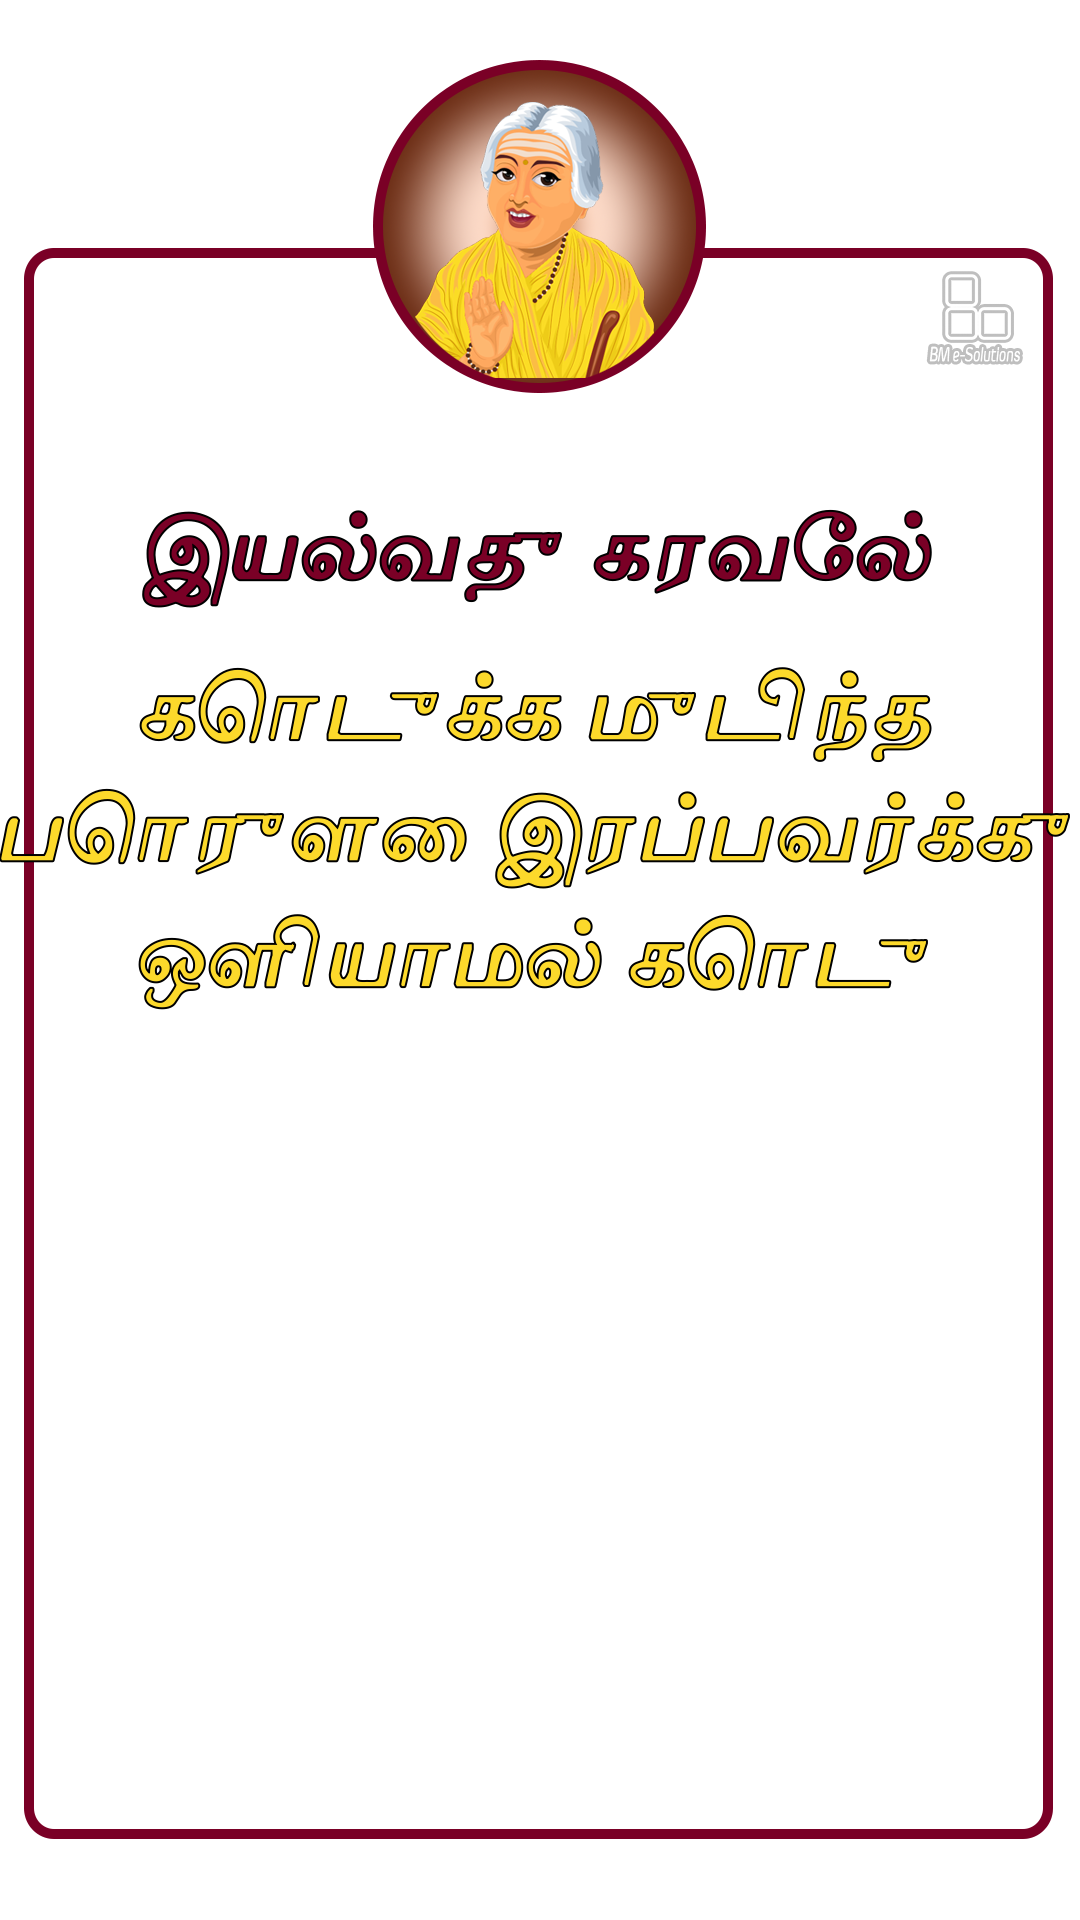 BM e-Solutions
இயல்வது கரவேல்
கொடுக்க முடிந்த
பொருளை இரப்பவர்க்கு
ஒளியாமல் கொடு